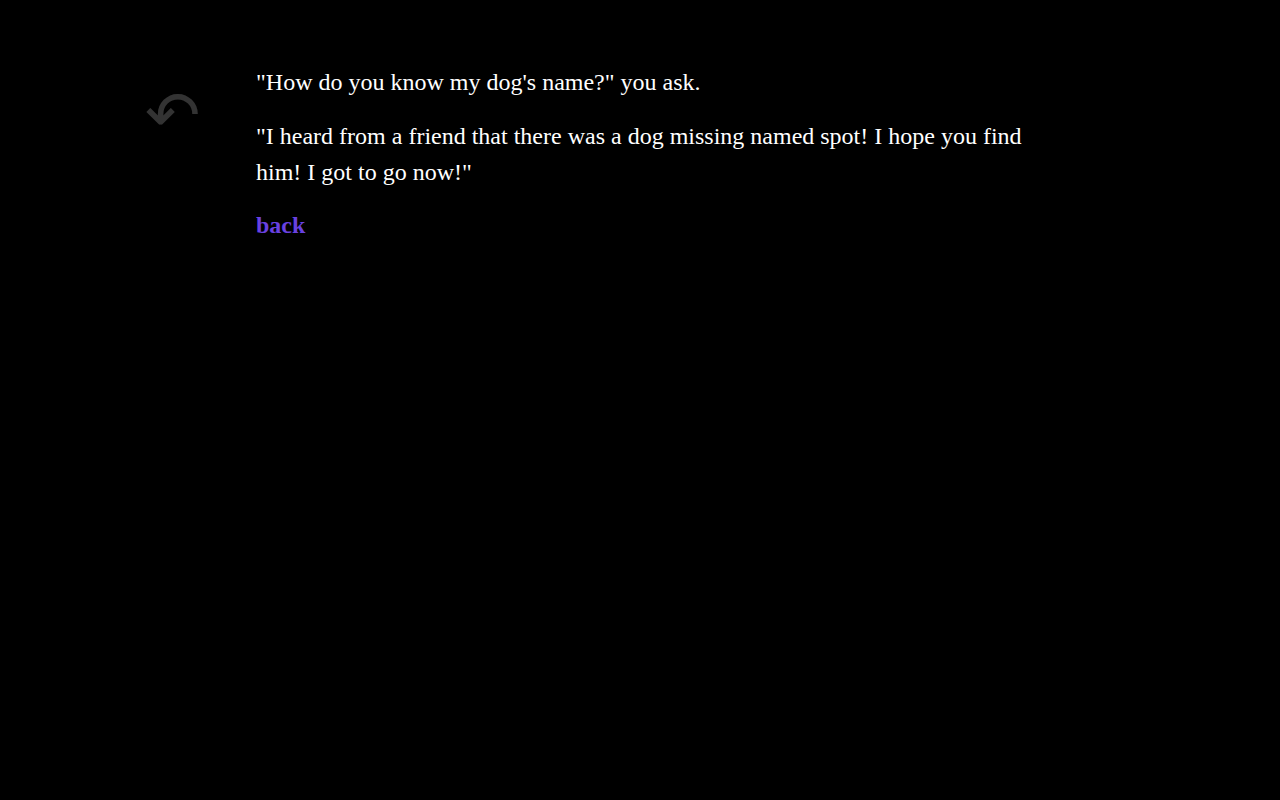 "How do you know my dog's name?" you ask.
"I heard from a friend that there was a dog missing named spot! I hope you find
him! I got to go now!"
back